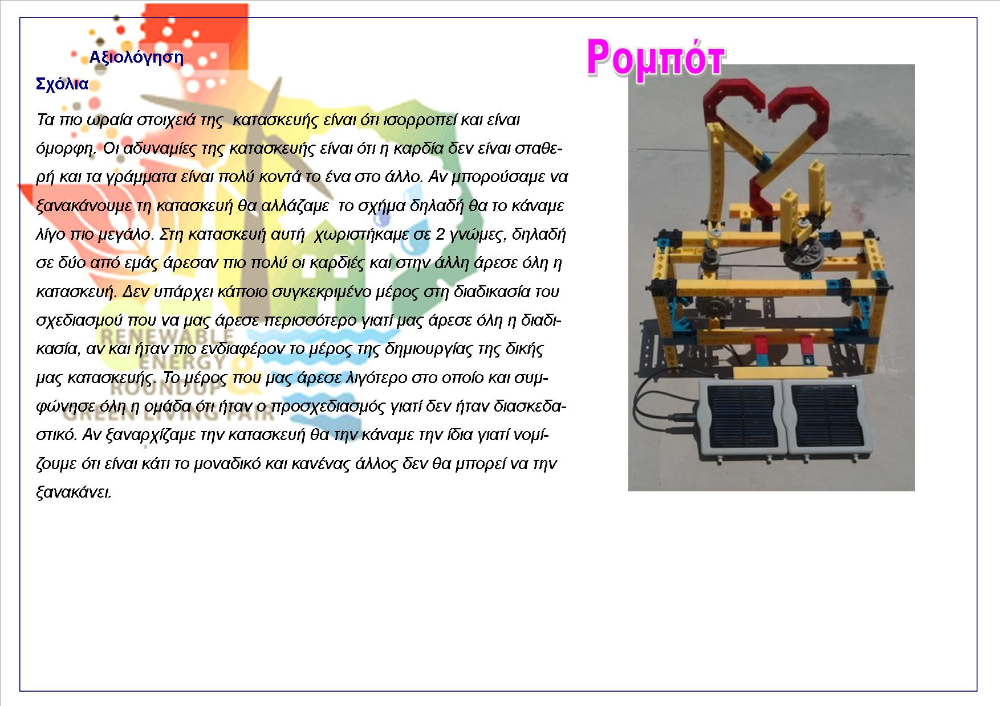 Αξιολόγηση
Σχόλια
Τα πιο ωραία στοιχειά της  κατασκευής είναι ότι ισορροπεί και είναι
όμορφη. Οι αδυναμίες της κατασκευής είναι ότι η καρδία δεν είναι σταθε-
ρή και τα γράμματα είναι πολύ κοντά το ένα στο άλλο. Αν μπορούσαμε να
ξανακάνουμε τη κατασκευή θα αλλάζαμε  το σχήμα δηλαδή θα το κάναμε
λίγο πιο μεγάλο. Στη κατασκευή αυτή  χωριστήκαμε σε 2 γνώμες, δηλαδή
σε δύο από εμάς άρεσαν πιο πολύ οι καρδιές και στην άλλη άρεσε όλη η
κατασκευή. Δεν υπάρχει κάποιο συγκεκριμένο μέρος στη διαδικασία του
σχεδιασμού που να μας άρεσε περισσότερο γιατί μας άρεσε όλη η διαδι-
κασία, αν και ήταν πιο ενδιαφέρον το μέρος της δημιουργίας της δικής
μας κατασκευής. Το μέρος που μας άρεσε λιγότερο στο οποίο και συμ-
φώνησε όλη η ομάδα ότι ήταν ο προσχεδιασμός γιατί δεν ήταν διασκεδα-
στικό. Αν ξαναρχίζαμε την κατασκευή θα την κάναμε την ίδια γιατί νομί-
ζουμε ότι είναι κάτι το μοναδικό και κανένας άλλος δεν θα μπορεί να την
ξανακάνει.
RENEWABLE
ENERGY
ROUNDUP &
GREEN LIVING FAIR
Ρομπότ